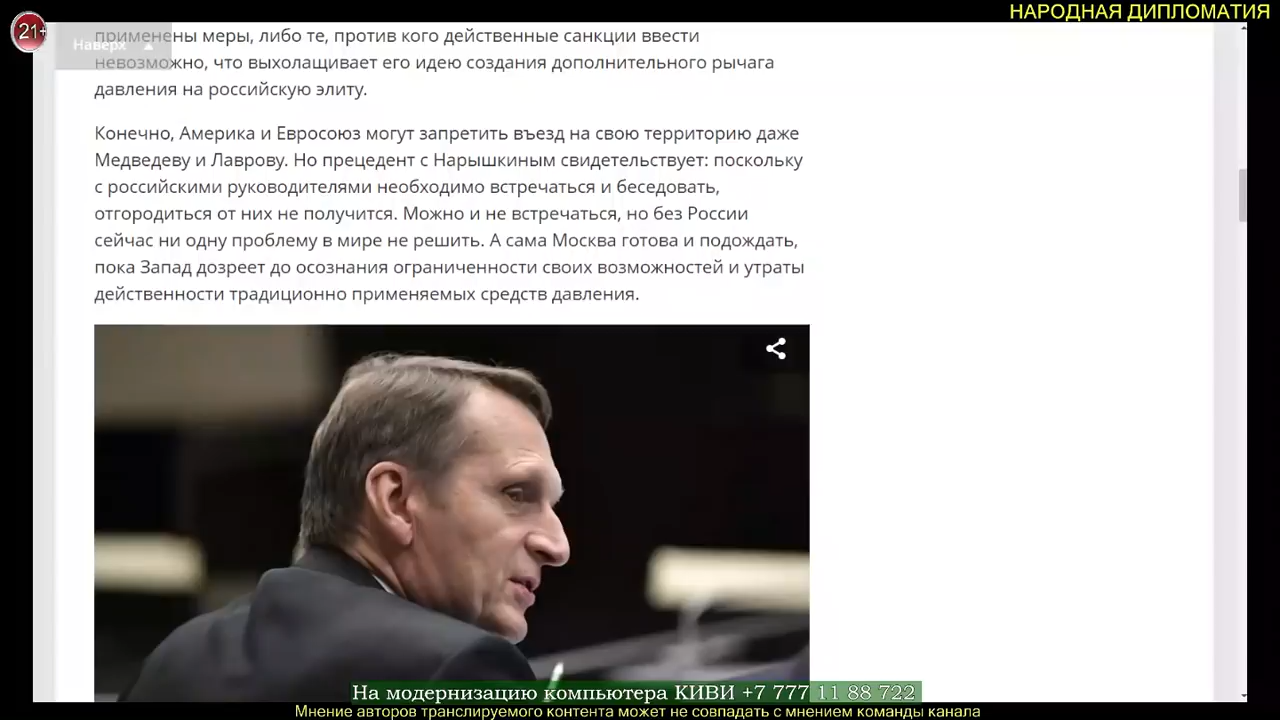 НАРОДНАЯ ДИПЛОМАТИЯ
21+
Наверх
применены меры, либо те, против кого действенные санкции ввести
невозможно, что выхолащивает его идею создания дополнительного рычага
давления на российскую элиту.
Конечно, Америка и Евросоюз могут запретить въезд на свою территорию даже
Медведеву и Лаврову. Но прецедент с Нарышкиным свидетельствует: поскольку
с российскими руководителями необходимо встречаться и беседовать,
отгородиться от них не получится. Можно и не встречаться, но без России
сейчас ни одну проблему в мире не решить. А сама Москва готова и подождать,
пока Запад дозреет до осознания ограниченности своих возможностей и утраты
действенности традиционно применяемых средств давления.
На модернизацию компьютера КИВИ +7 777 11 88 722
Мнение авторов транслируемого контента может не совпадать с мнением команды канала